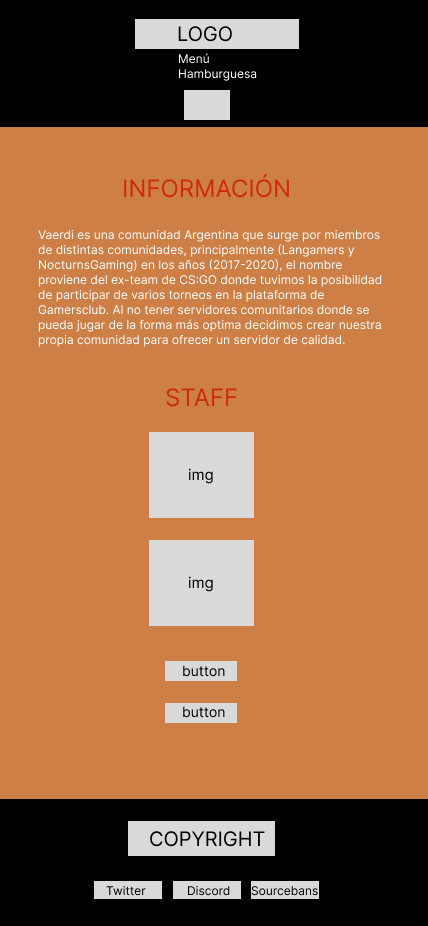 LOGO
Menú
Hamburguesa
INFORMACIÓN
Vaerdi es una comunidad Argentina que surge por miembros
de distintas comunidades, principalmente (Langamers y
NocturnsGaming) en los años (2017-2020), el nombre
proviene del ex-team de CS:GO donde tuvimos la posibilidad
de participar de varios torneos en la plataforma de
Gamersclub. Al no tener servidores comunitarios donde se
pueda jugar de la forma más optima decidimos crear nuestra
propia comunidad para ofrecer un servidor de calidad.
STAFF
img
img
button
button
COPYRIGHT
Twitter Discord Sourcebans